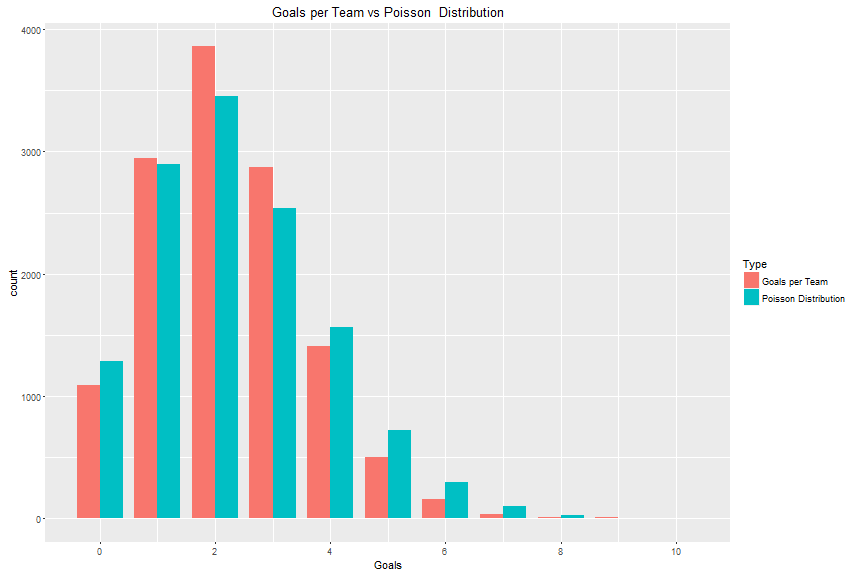 Goals per Team vs Poisson  Distribution
4000
3000
2000
1000
0
count
0 2 4 6 8 10
Goals
Type
Goals per Team
Poisson Distribution